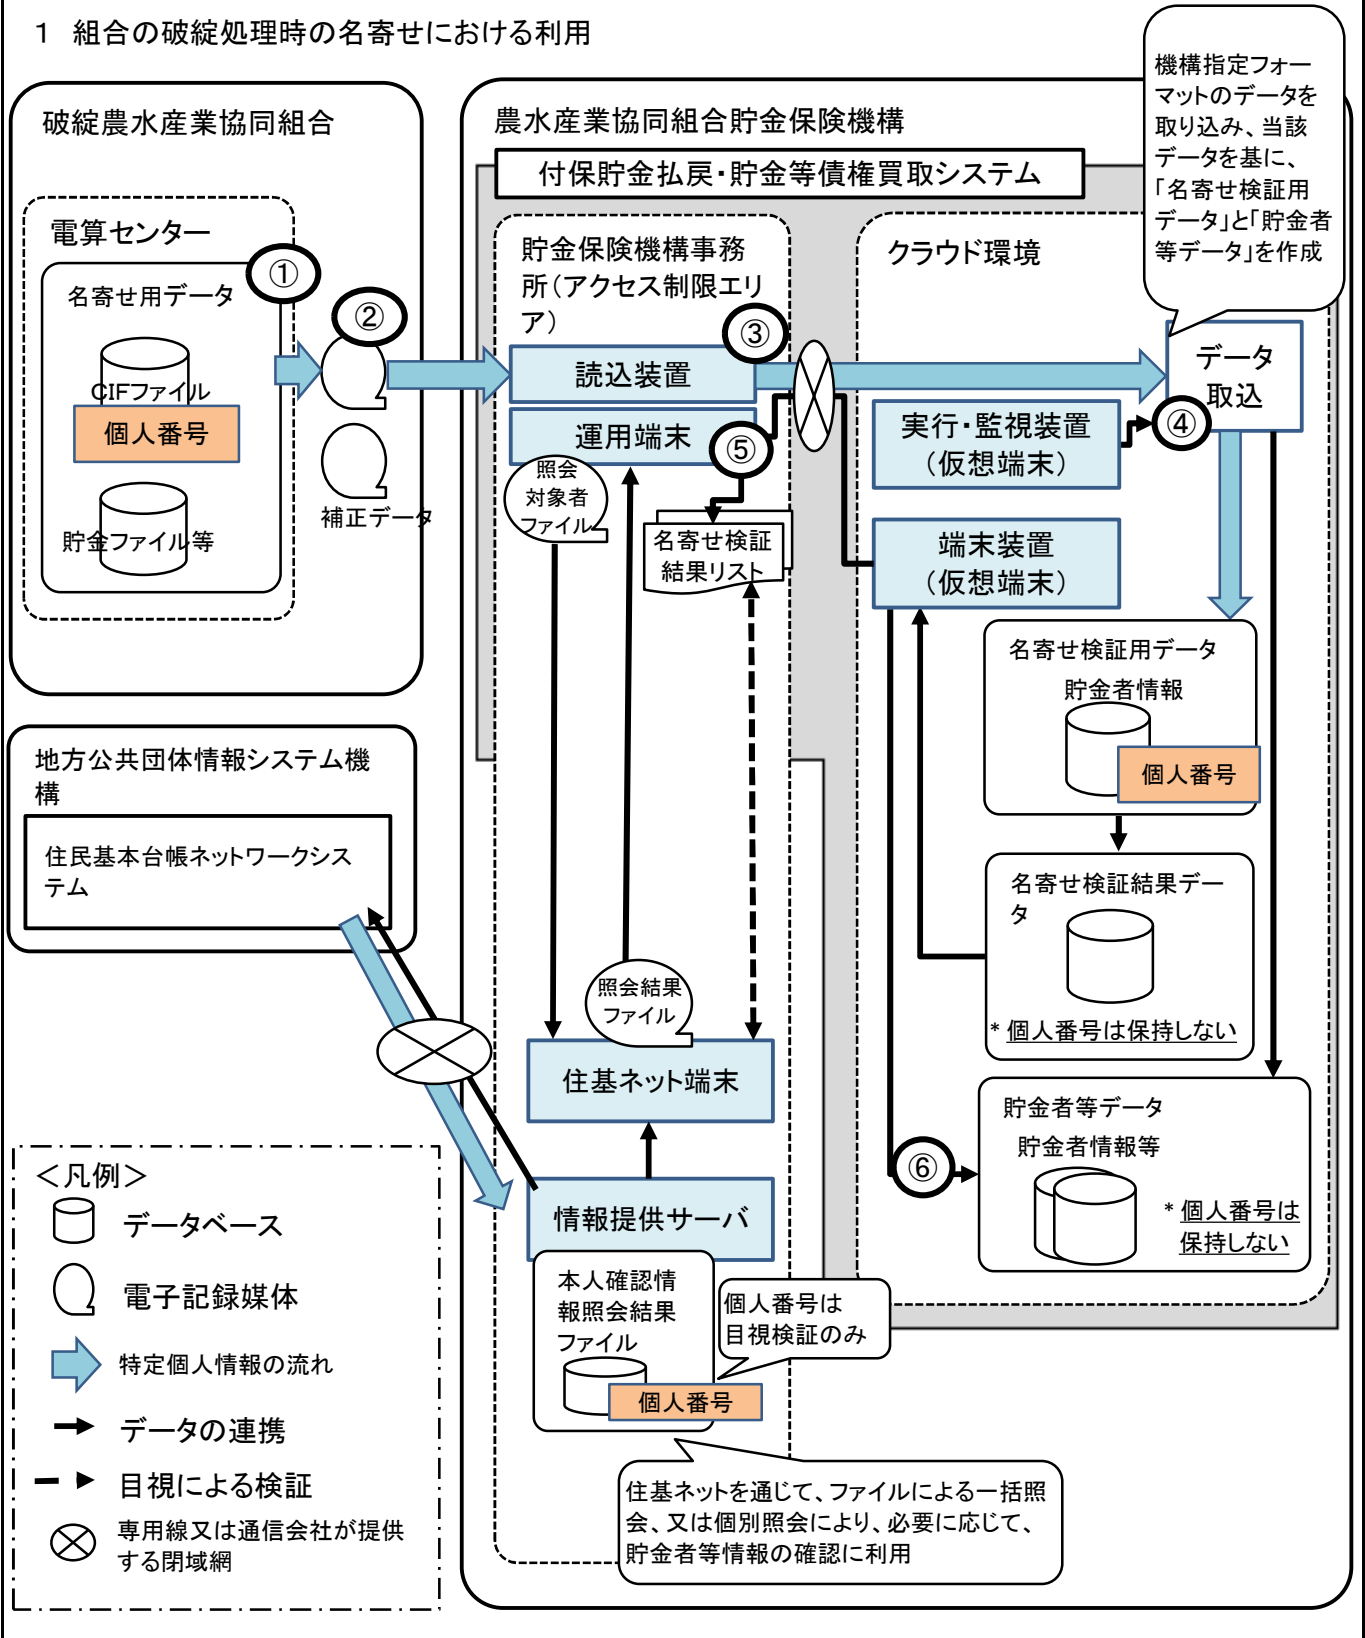 １　組合の破綻処理時の名寄せにおける利用
破綻農水産業協同組合
電算センター
①
名寄せ用データ
CIFファイル
個人番号
貯金ファイル等
②
補正データ
農水産業協同組合貯金保険機構
付保貯金払戻・貯金等債権買取システム
機構指定フォー
マットのデータを
取り込み、当該
データを基に、
「名寄せ検証用
データ」と「貯金者
等データ」を作成
貯金保険機構事務
所（アクセス制限エリ
ア）
③
読込装置
運用端末
⑤
照会
対象者
ファイル
名寄せ検証
結果リスト
クラウド環境
データ
取込
④
実行・監視装置
（仮想端末）
端末装置
（仮想端末）
名寄せ検証用データ
貯金者情報
個人番号
名寄せ検証結果デー
タ
* 個人番号は保持しない
貯金者等データ
貯金者情報等
* 個人番号は
保持しない
⑥
地方公共団体情報システム機
構
住民基本台帳ネットワークシス
テム
照会結果
ファイル
住基ネット端末
情報提供サーバ
本人確認情
報照会結果
ファイル
個人番号
個人番号は
目視検証のみ
住基ネットを通じて、ファイルによる一括照
会、又は個別照会により、必要に応じて、
貯金者等情報の確認に利用
＜凡例＞
データベース
電子記録媒体
特定個人情報の流れ
データの連携
目視による検証
専用線又は通信会社が提供
する閉域網